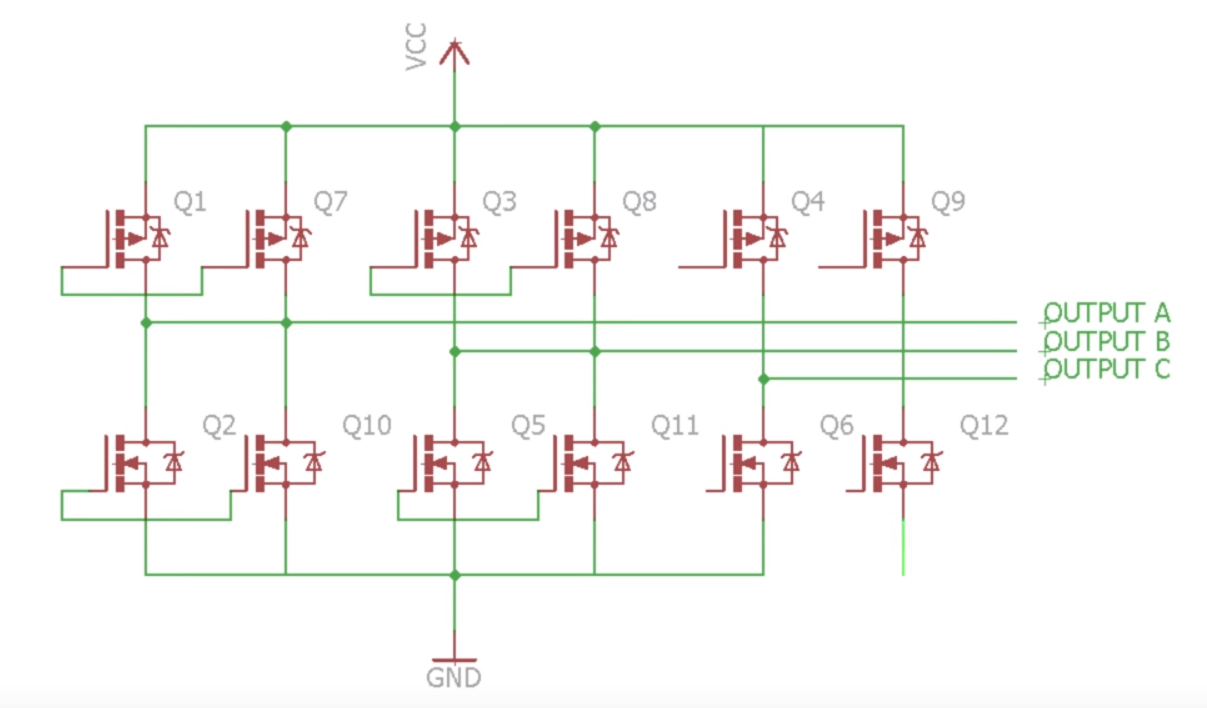 VCC
Q1
Q7
Q3
Q8
Q4
Q9
OUTPUT A
OUTPUT B
OUTPUT C
Q2
Q10
Q5
Q11
Q6
Q12
GND